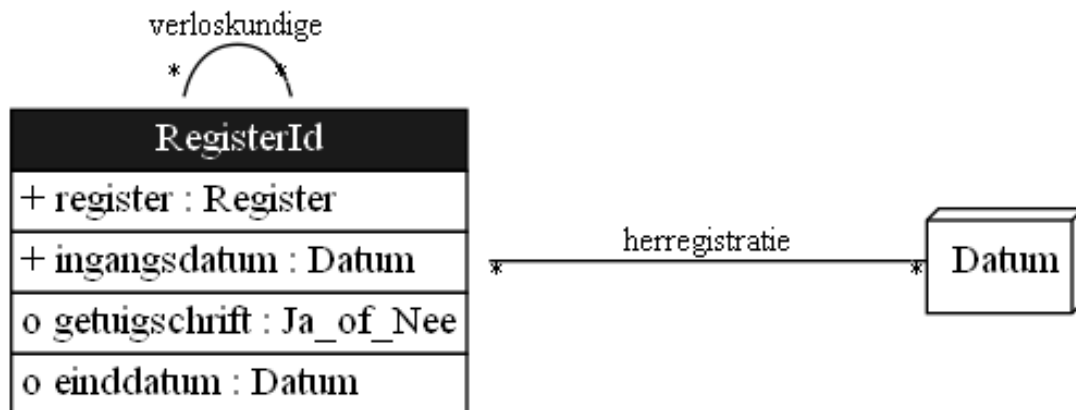 verloskundige
* *
RegisterId
+ register : Register
+ ingangsdatum : Datum
o getuigschrift : Ja_of_Nee
o einddatum : Datum
herregistratie
* *
Datum